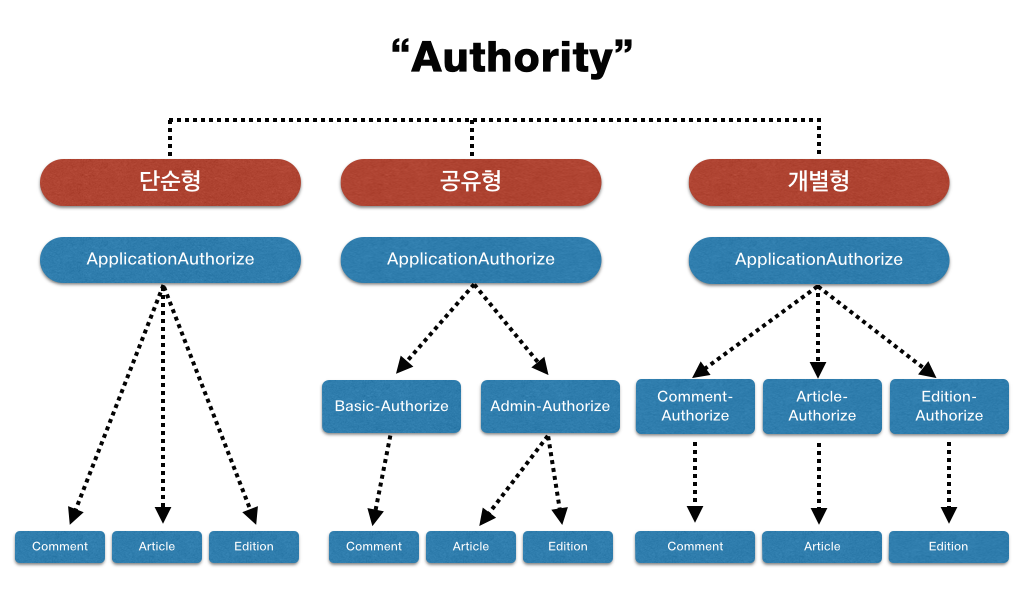 “Authority”
단순형
공유형
개별형
ApplicationAuthorize
ApplicationAuthorize
ApplicationAuthorize
Basic-Authorize
Admin-Authorize
Comment-
Authorize
Article-
Authorize
Edition-
Authorize
Comment
Article
Edition
Comment
Article
Edition
Comment
Article
Edition